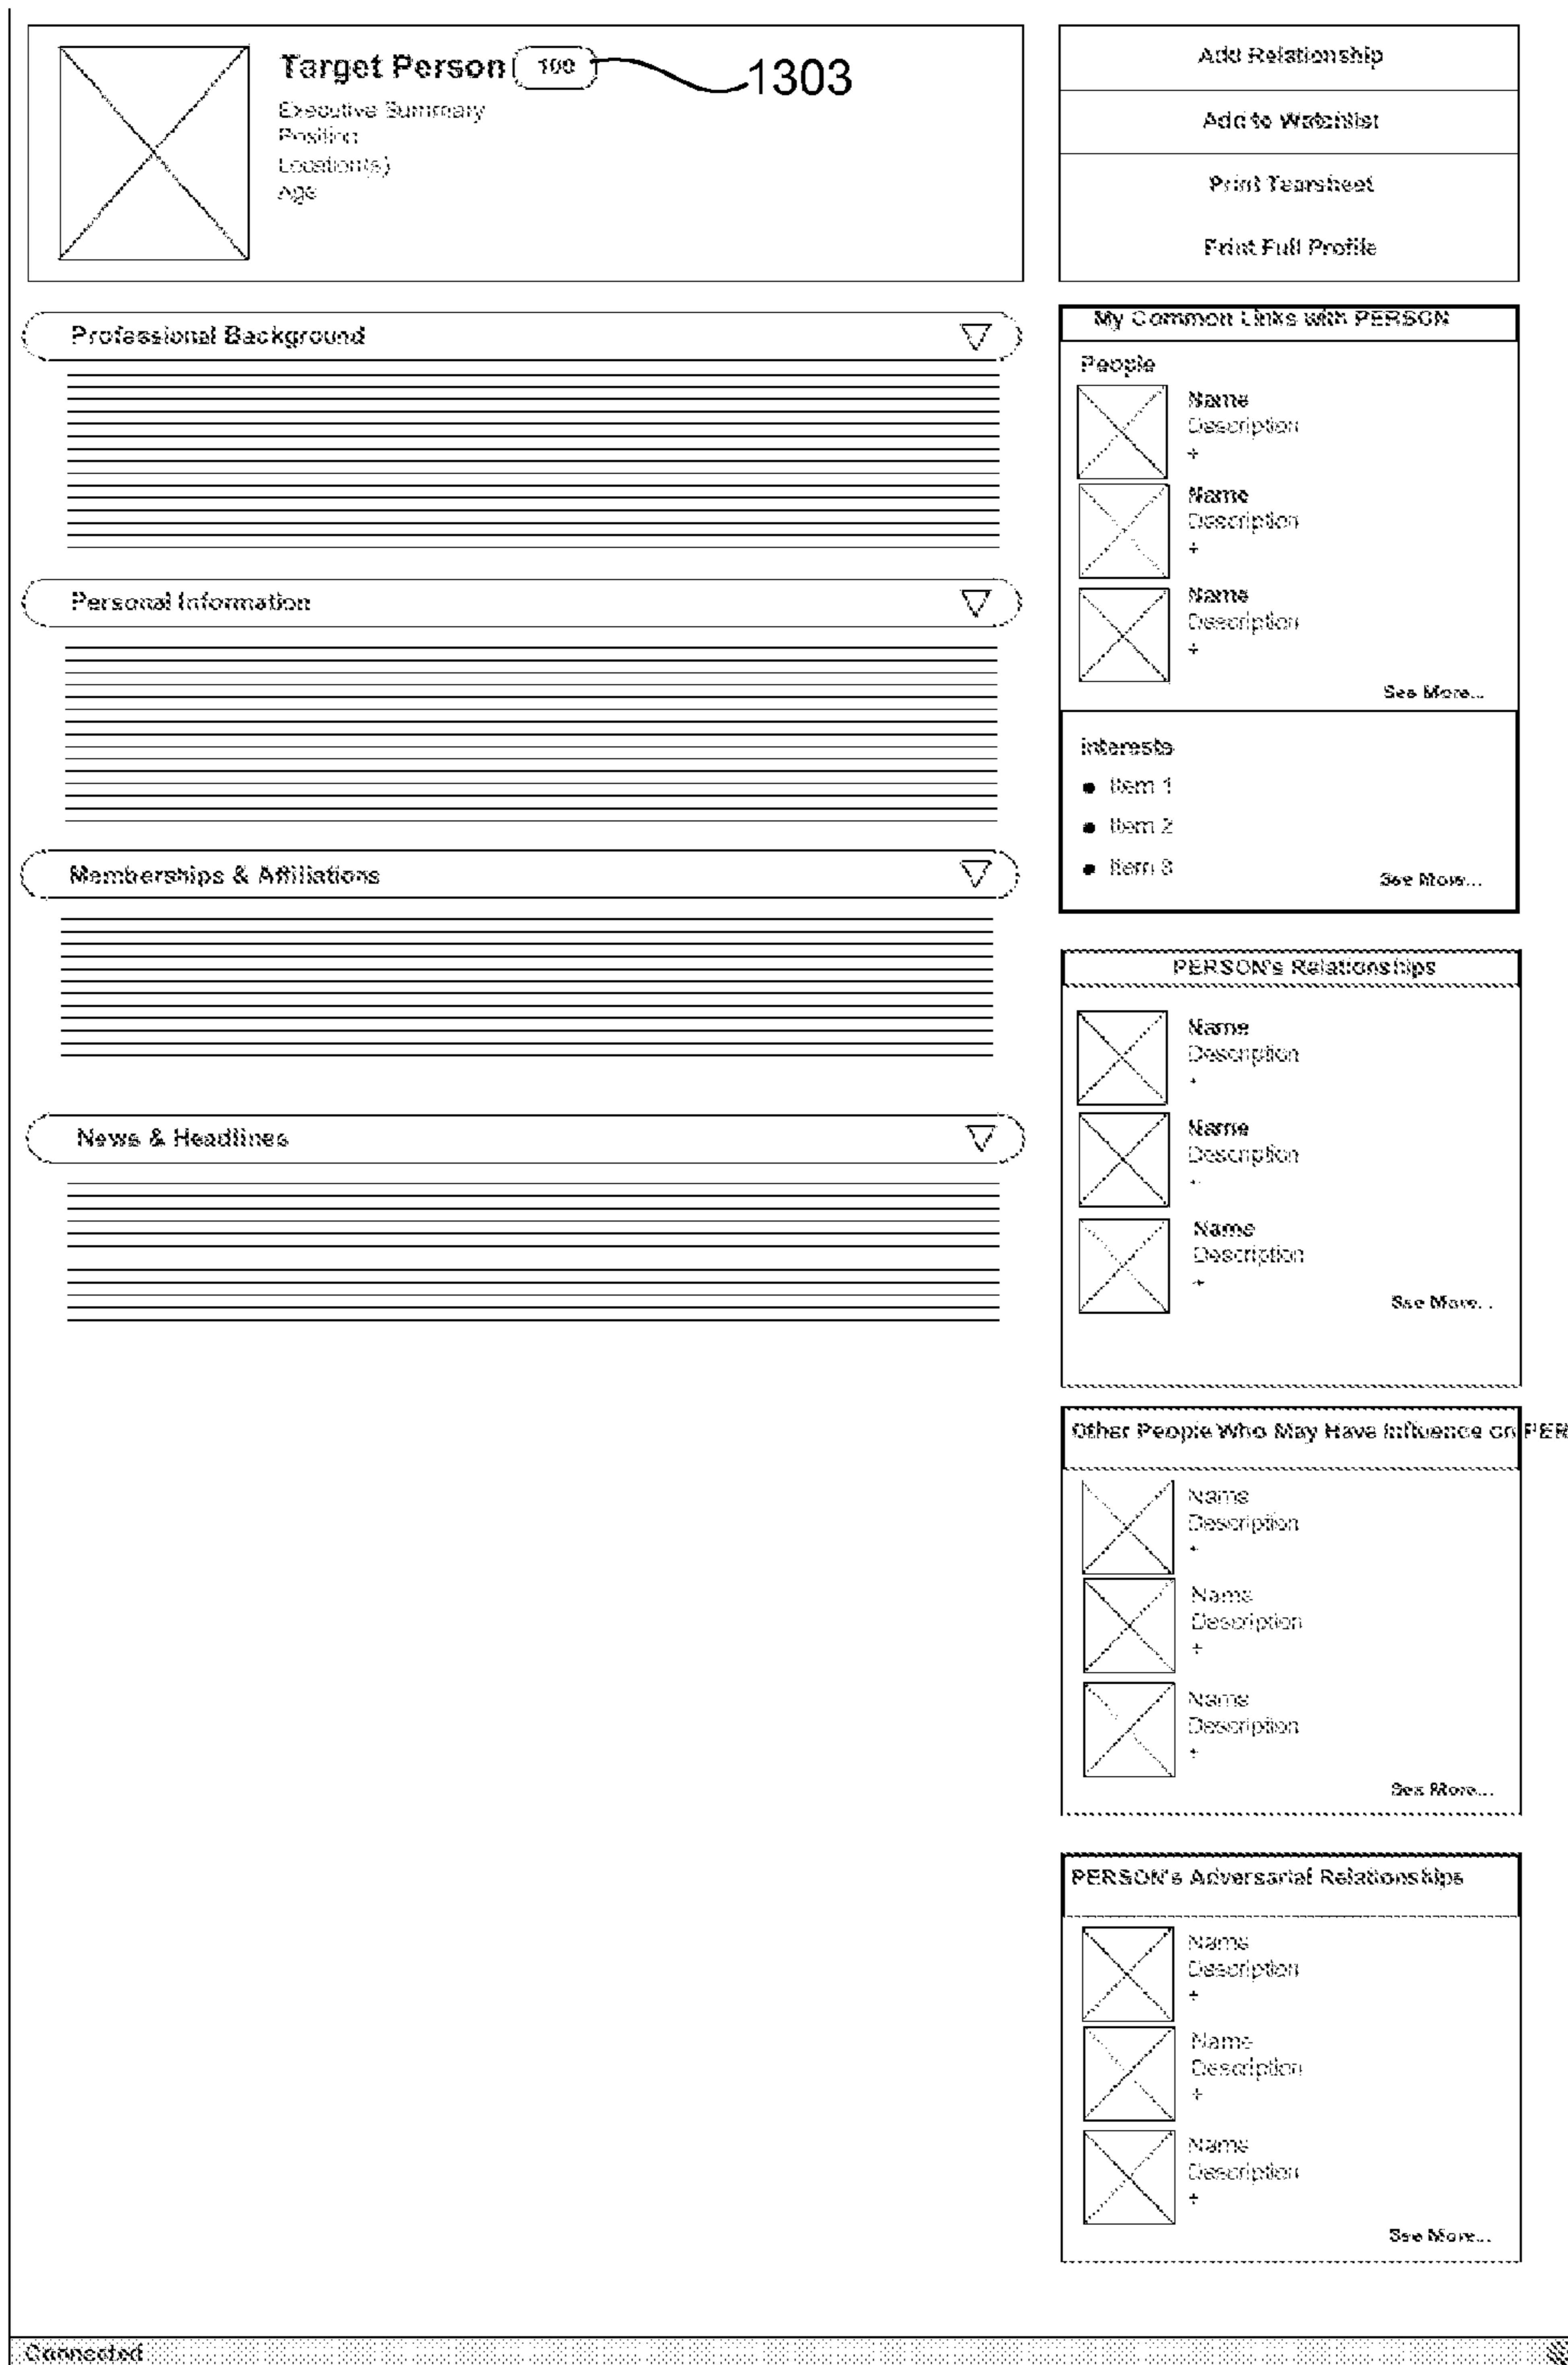 Target Person 100
1303
Executive Summary
Position
Location(s)
Age
Add Relationship
Add to Watchlist
Print Tearsheet
Print Full Profile
Professional Background
Personal Information
Memberships & Affiliations
News & Headlines
My Common Links with PERSON
People
Name
Description
+
Name
Description
+
Name
Description
+
See More...
Interests
● Item 1
● Item 2
● Item 3
See More...
PERSON's Relationships
Name
Description
+
Name
Description
+
Name
Description
+
See More...
Other People Who May Have Influence on PER
Name
Description
+
Name
Description
+
Name
Description
+
See More...
PERSON's Adversarial Relationships
Name
Description
+
Name
Description
+
Name
Description
+
See More...
Connected